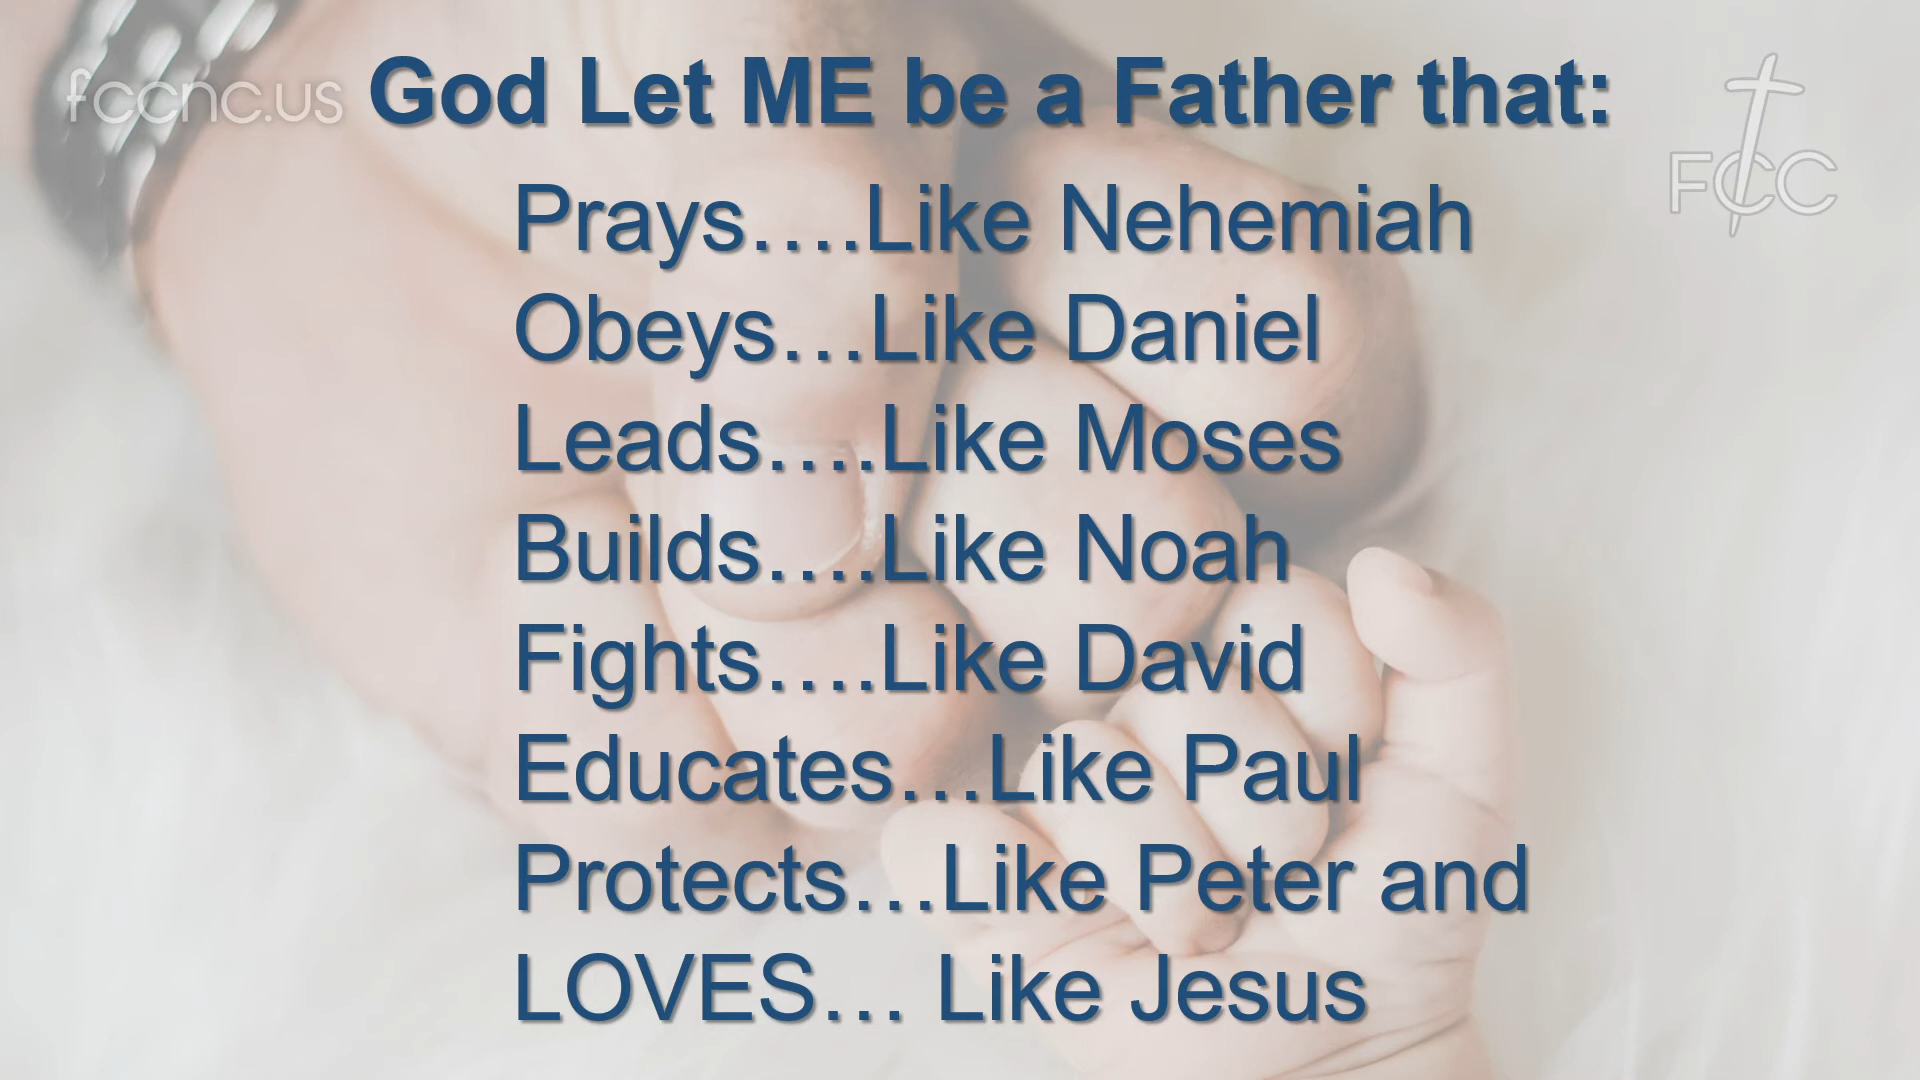 fccnc.us
God Let ME be a Father that:
FCC
Prays….Like Nehemiah
Obeys…Like Daniel
Leads….Like Moses
Builds….Like Noah
Fights….Like David
Educates…Like Paul
Protects…Like Peter and
LOVES… Like Jesus